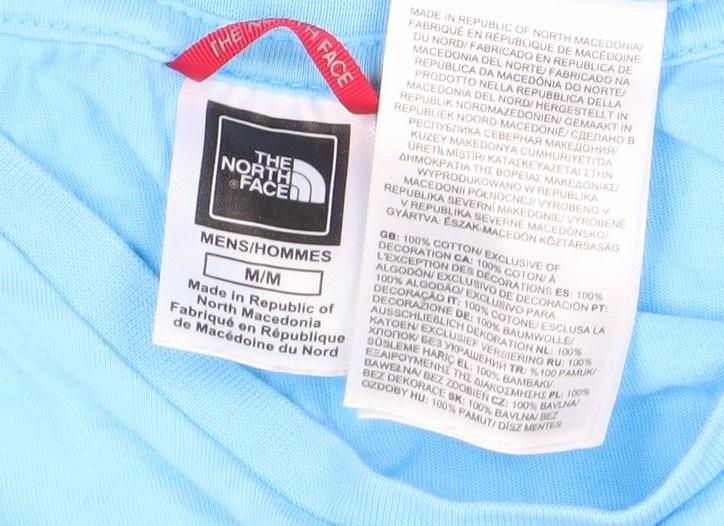 THE NORTH FACE
THE
NORTH
FACE
®
MENS/HOMMES
M/M
Made in Republic of
North Macedonia
Fabriqué en République
de Macédoine du Nord
MADE IN REPUBLIC OF NORTH MACEDONIA/
FABRIQUÉ EN RÉPUBLIQUE DE MACÉDOINE
DU NORD/ FABRICADO EN REPÚBLICA DE
MACEDONIA DEL NORTE/ FABRICADO NA
REPÚBLICA DA MACEDÔNIA DO NORTE/
PRODOTTO NELLA REPUBBLICA DELLA
MACEDONIA DEL NORD/ HERGESTELLT IN
REPUBLIK NORDMAZEDONIEN/ GEMAAKT IN
REPUBLIEK NOORD-MACEDONIË/ СДЕЛАНО В
РЕСПУБЛИКА СЕВЕРНАЯ МАКЕДОНИЯ/
KUZEY MAKEDONYA CUMHURIYETI'DA
ÜRETİLMİŞTİR/ ΚΑΤΑΣΚΕΥΑΖΕΤΑΙ ΣΤΗΝ
ΔΗΜΟΚΡΑΤΙΑ ΤΗΣ ΒΟΡΕΙΑΣ ΜΑΚΕΔΟΝΙΑΣ/
WYPRODUKOWANO W REPUBLIKA
MACEDONII PÓŁNOCNEJ/ VYROBENO V
REPUBLIKA SEVERNÍ MAKEDONIE/ VYROBENÉ
V REPUBLIKA SEVERNÉ MACEDÓNSKO/
GYÁRTVA: ÉSZAK-MACEDÓN KÖZTÁRSASÁG
GB: 100% COTTON/ EXCLUSIVE OF
DECORATION CA: 100% COTON/ À
L'EXCEPTION DES DÉCORATIONS ES: 100%
ALGODÓN/ EXCLUSIVO DE DECORACIÓN PT:
100% ALGODÃO/ EXCLUSIVO PARA
DECORAÇÃO IT: 100% COTONE/ ESCLUSA LA
DECORAZIONE DE: 100% BAUMWOLLE/
AUSSCHLIEßLICH DEKORATION NL: 100%
KATOEN/ EXCLUSIEF VERSIERING RU: 100%
ХЛОПОК/ БЕЗ УКРАШЕНИЙ TR: %100 PAMUK/
SÜSLEME HARİÇ EL: 100% ΒΑΜΒΑΚΙ/
ΕΞΑΙΡΟΥΜΕΝΗΣ ΤΗΣ ΔΙΑΚΟΣΜΗΣΗΣ PL: 100%
BAWEŁNA/ BEZ ZDOBIEŃ CZ: 100% BAVLNA/
BEZ DEKORACE SK: 100% BAVLNA/ BEZ
OZDOBY HU: 100% PAMUT/ DÍSZ MENTES